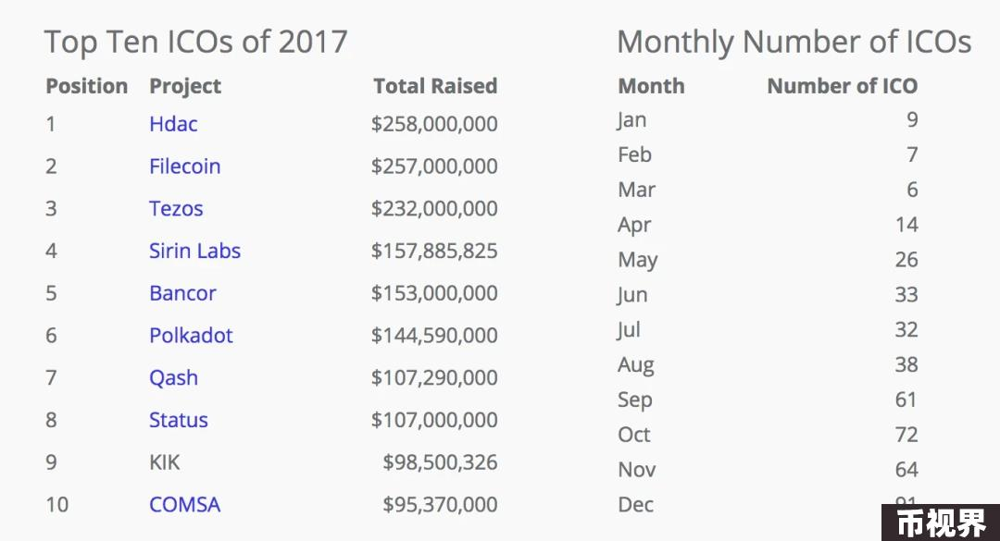 Top Ten ICOs of 2017
Position Project Total Raised
1 Hdac $258,000,000
2 Filecoin $257,000,000
3 Tezos $232,000,000
4 Sirin Labs $157,885,825
5 Bancor $153,000,000
6 Polkadot $144,590,000
7 Qash $107,290,000
8 Status $107,000,000
9 KIK $98,500,326
10 COMSA $95,370,000
Monthly Number of ICOs
Month Number of ICO
Jan 9
Feb 7
Mar 6
Apr 14
May 26
Jun 33
Jul 32
Aug 38
Sep 61
Oct 72
Nov 64
Dec
币视界